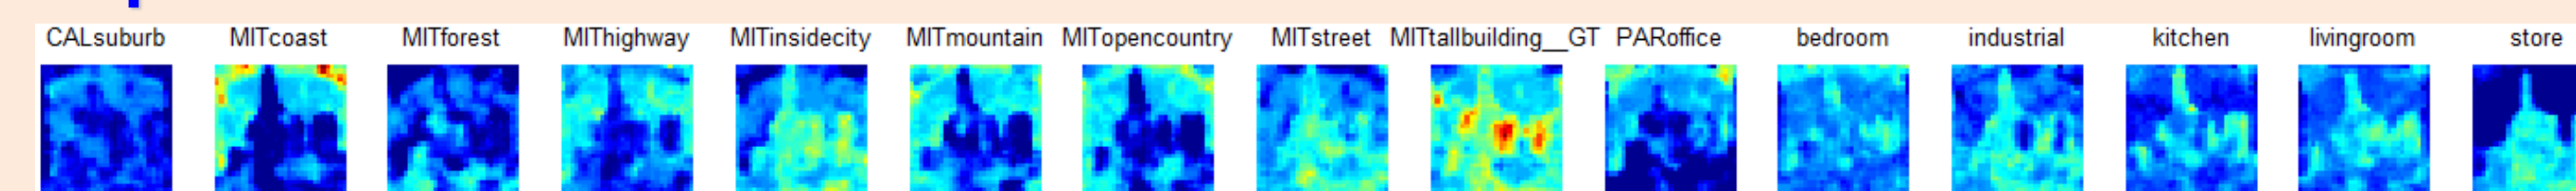 CALsuburb MITcoast MITforest MIThighway MITinsidecity MITmountain MITopencountry MITstreet MITtallbuilding__GT PARoffice bedroom industrial kitchen livingroom store